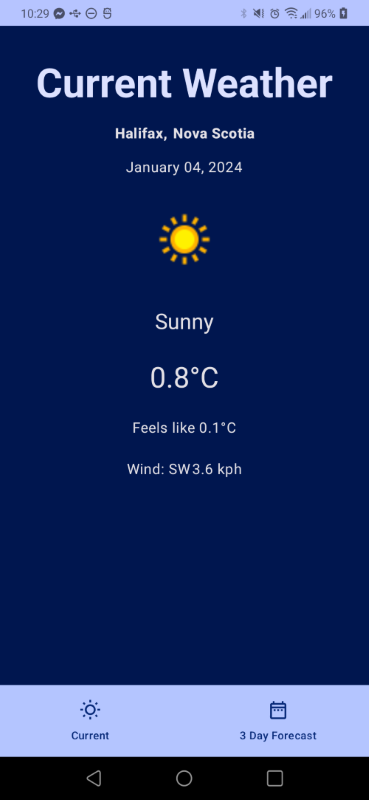 10:29 96%
Current Weather
Halifax, Nova Scotia
January 04, 2024
Sunny
0.8°C
Feels like 0.1°C
Wind: SW 3.6 kph
Current 3 Day Forecast